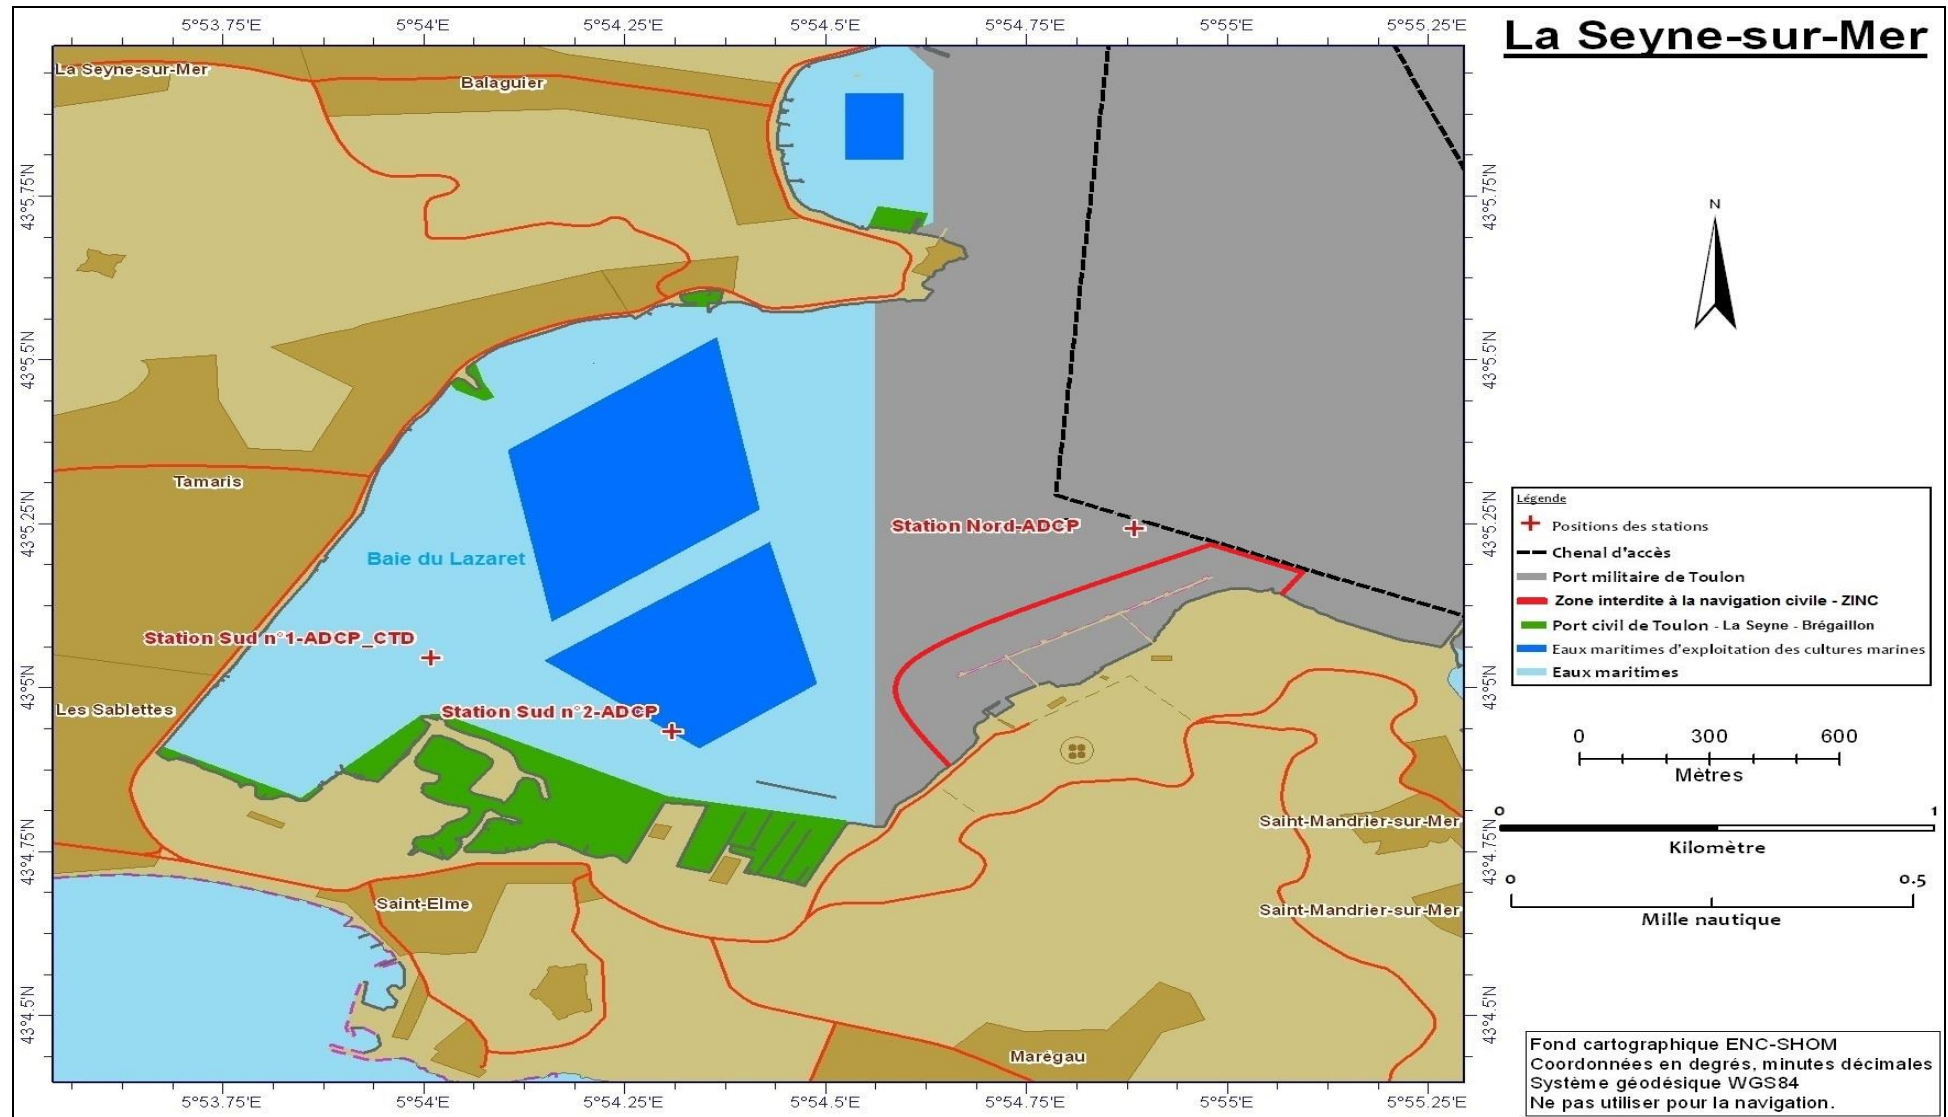 La Seyne-sur-Mer
5°53.75'E 5°54'E 5°54.25'E 5°54.5'E 5°54.75'E 5°55'E 5°55.25'E
La Seyne-sur-Mer
Balaguier
43°5.75'N
43°5.75'N
N
43°5.5'N
43°5.5'N
Tamaris
43°5.25'N
Station Nord-ADCP
43°5.25'N
Baie du Lazaret
Station Sud n°1-ADCP_CTD
43°5'N
43°5'N
Les Sablettes
Station Sud n°2-ADCP
43°4.75'N
Saint-Mandrier-sur-Mer
43°4.75'N
Saint-Elme
Saint-Mandrier-sur-Mer
43°4.5'N
43°4.5'N
Marégau
5°53.75'E 5°54'E 5°54.25'E 5°54.5'E 5°54.75'E 5°55'E 5°55.25'E
Légende
Positions des stations
Chenal d'accès
Port militaire de Toulon
Zone interdite à la navigation civile - ZINC
Port civil de Toulon - La Seyne - Brégaillon
Eaux maritimes d'exploitation des cultures marines
Eaux maritimes
0 300 600
Mètres
0 1
Kilomètre
0 0.5
Mille nautique
Fond cartographique ENC-SHOM
Coordonnées en degrés, minutes décimales
Système géodésique WGS84
Ne pas utiliser pour la navigation.